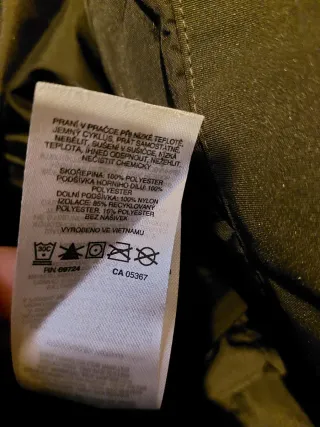 PRANÍ V PRAČCE PŘI NÍZKÉ TEPLOTĚ,
JEMNÝ CYKLUS, PRÁT SAMOSTATNĚ,
NEBĚLIT, SUŠENÍ V SUŠIČCE, NÍZKÁ
TEPLOTA, IHNED ODEPNOUT, NEŽEHLIT,
NEČISTIT CHEMICKY
SKOŘEPINA: 100% POLYESTER
PODŠÍVKA HORNÍHO DÍLU: 100%
POLYESTER
DOLNÍ PODŠÍVKA: 100% NYLON
IZOLACE: 85% RECYKLOVANÝ
POLYESTER, 15% POLYESTER
BEZ NÁŠIVEK
VYROBENO VE VIETNAMU
30C
RN 69724 CA 05367